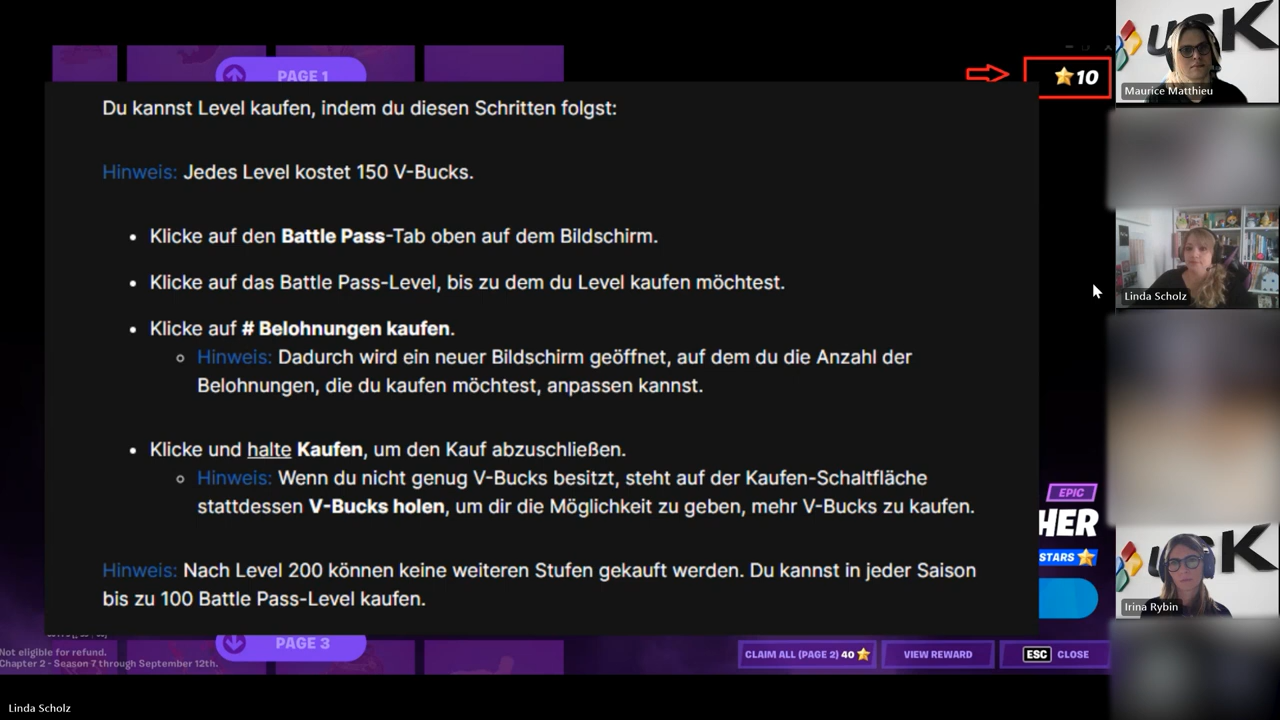 PAGE 1
10
Du kannst Level kaufen, indem du diesen Schritten folgst:
Hinweis: Jedes Level kostet 150 V-Bucks.
• Klicke auf den Battle Pass-Tab oben auf dem Bildschirm.
• Klicke auf das Battle Pass-Level, bis zu dem du Level kaufen möchtest.
• Klicke auf # Belohnungen kaufen.
Hinweis: Dadurch wird ein neuer Bildschirm geöffnet, auf dem du die Anzahl der
Belohnungen, die du kaufen möchtest, anpassen kannst.
• Klicke und halte Kaufen, um den Kauf abzuschließen.
Hinweis: Wenn du nicht genug V-Bucks besitzt, steht auf der Kaufen-Schaltfläche
stattdessen V-Bucks holen, um dir die Möglichkeit zu geben, mehr V-Bucks zu kaufen.
Hinweis: Nach Level 200 können keine weiteren Stufen gekauft werden. Du kannst in jeder Saison
bis zu 100 Battle Pass-Level kaufen.
EPIC
HER
STARS
PAGE 3
Not eligible for refund.
Chapter 2 - Season 7 through September 12th.
CLAIM ALL (PAGE 2) 40
VIEW REWARD
ESC CLOSE
Linda Scholz
USK
Maurice Matthieu
Linda Scholz
USK
Irina Rybin